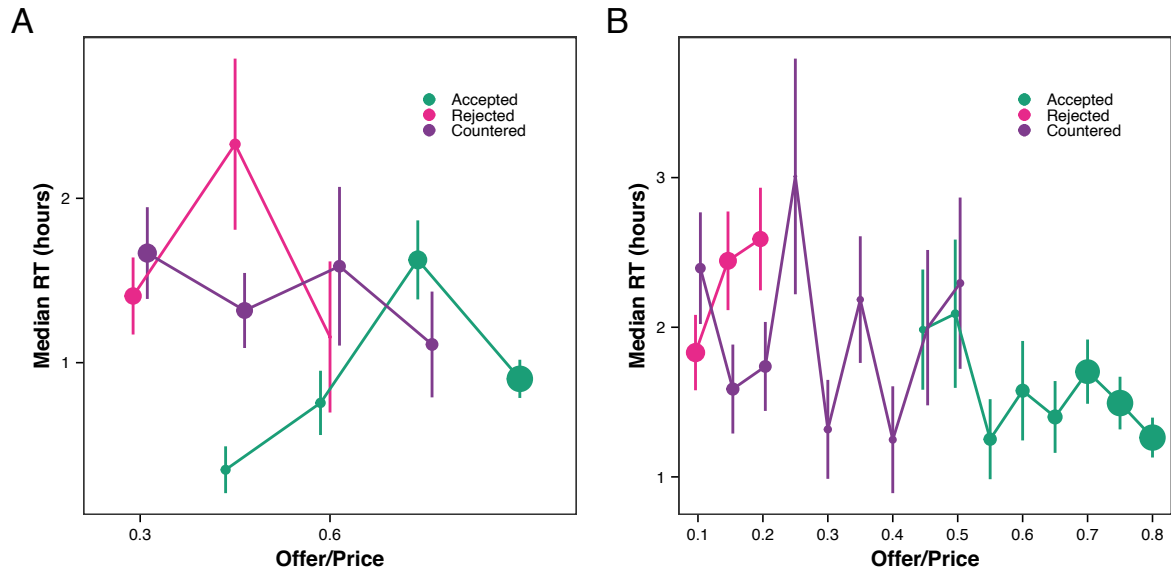 A
Median RT (hours)
2
1
Accepted
Rejected
Countered
0.3
0.6
Offer/Price
B
Median RT (hours)
3
2
1
Accepted
Rejected
Countered
0.1
0.2
0.3
0.4
0.5
0.6
0.7
0.8
Offer/Price